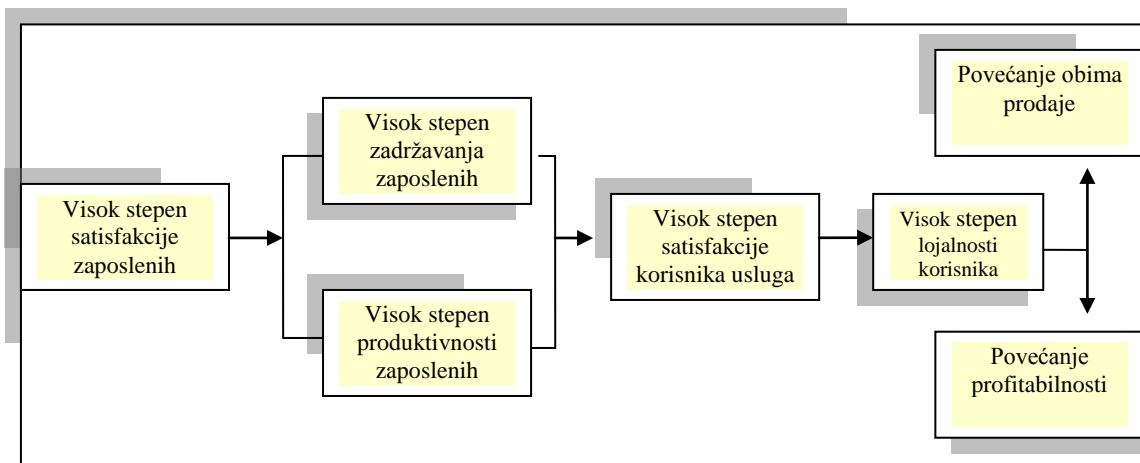 Visok stepen
satisfakcije
zaposlenih
Visok stepen
zadržavanja
zaposlenih
Visok stepen
produktivnosti
zaposlenih
Visok stepen
satisfakcije
korisnika usluga
Visok stepen
lojalnosti
korisnika
Povećanje obima
prodaje
Povećanje
profitabilnosti